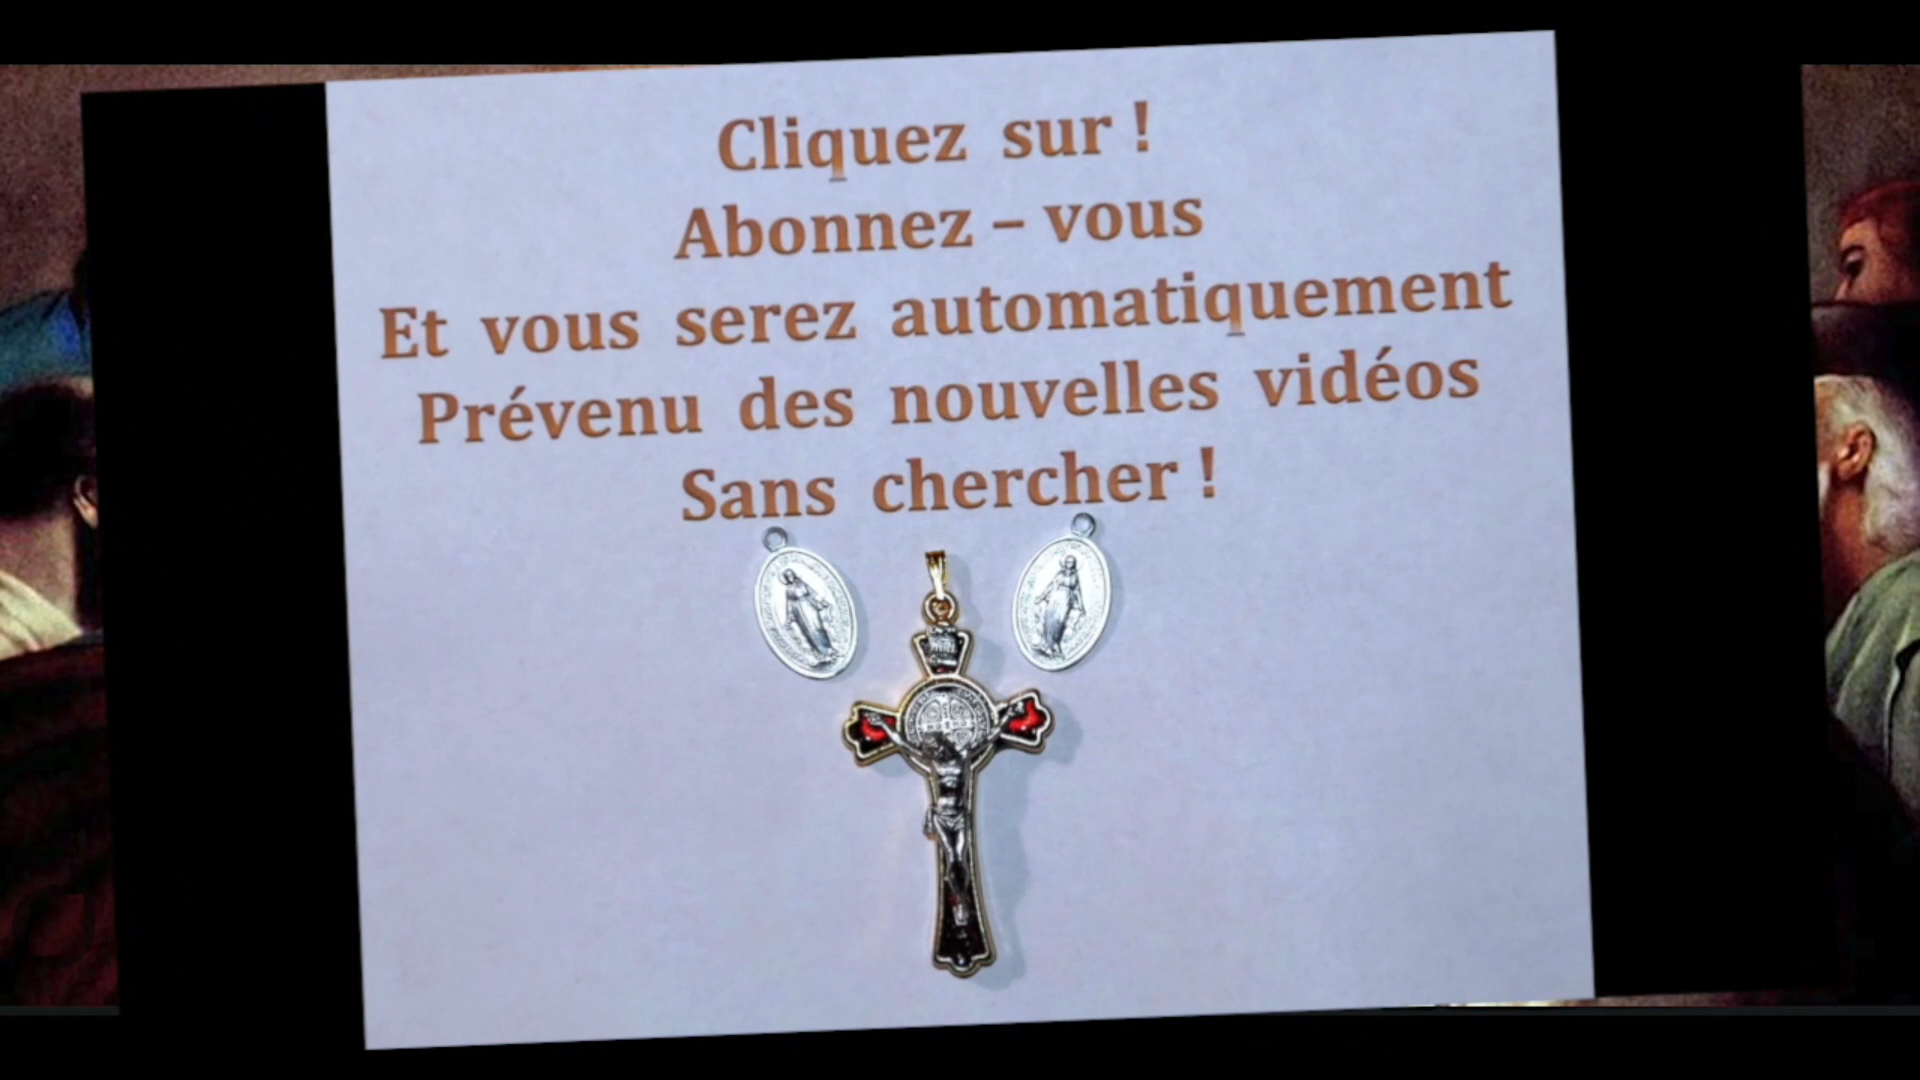 Cliquez sur !
Abonnez – vous
Et vous serez automatiquement
Prévenu des nouvelles vidéos
Sans chercher !